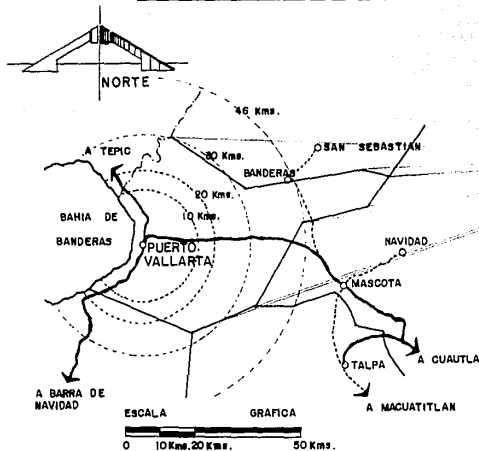 NORTE
46 Kms.
SAN SEBASTIAN
A TEPIC
30 Kms.
BANDERAS
20 Kms.
BAHIA DE
BANDERAS
10 Kms.
PUERTO
VALLARTA
NAVIDAD
MASCOTA
A CUAUTLA
TALPA
A BARRA DE
NAVIDAD
A MACUATITLAN
ESCALA GRAFICA
0 10 Kms. 20 Kms. 50 Kms.